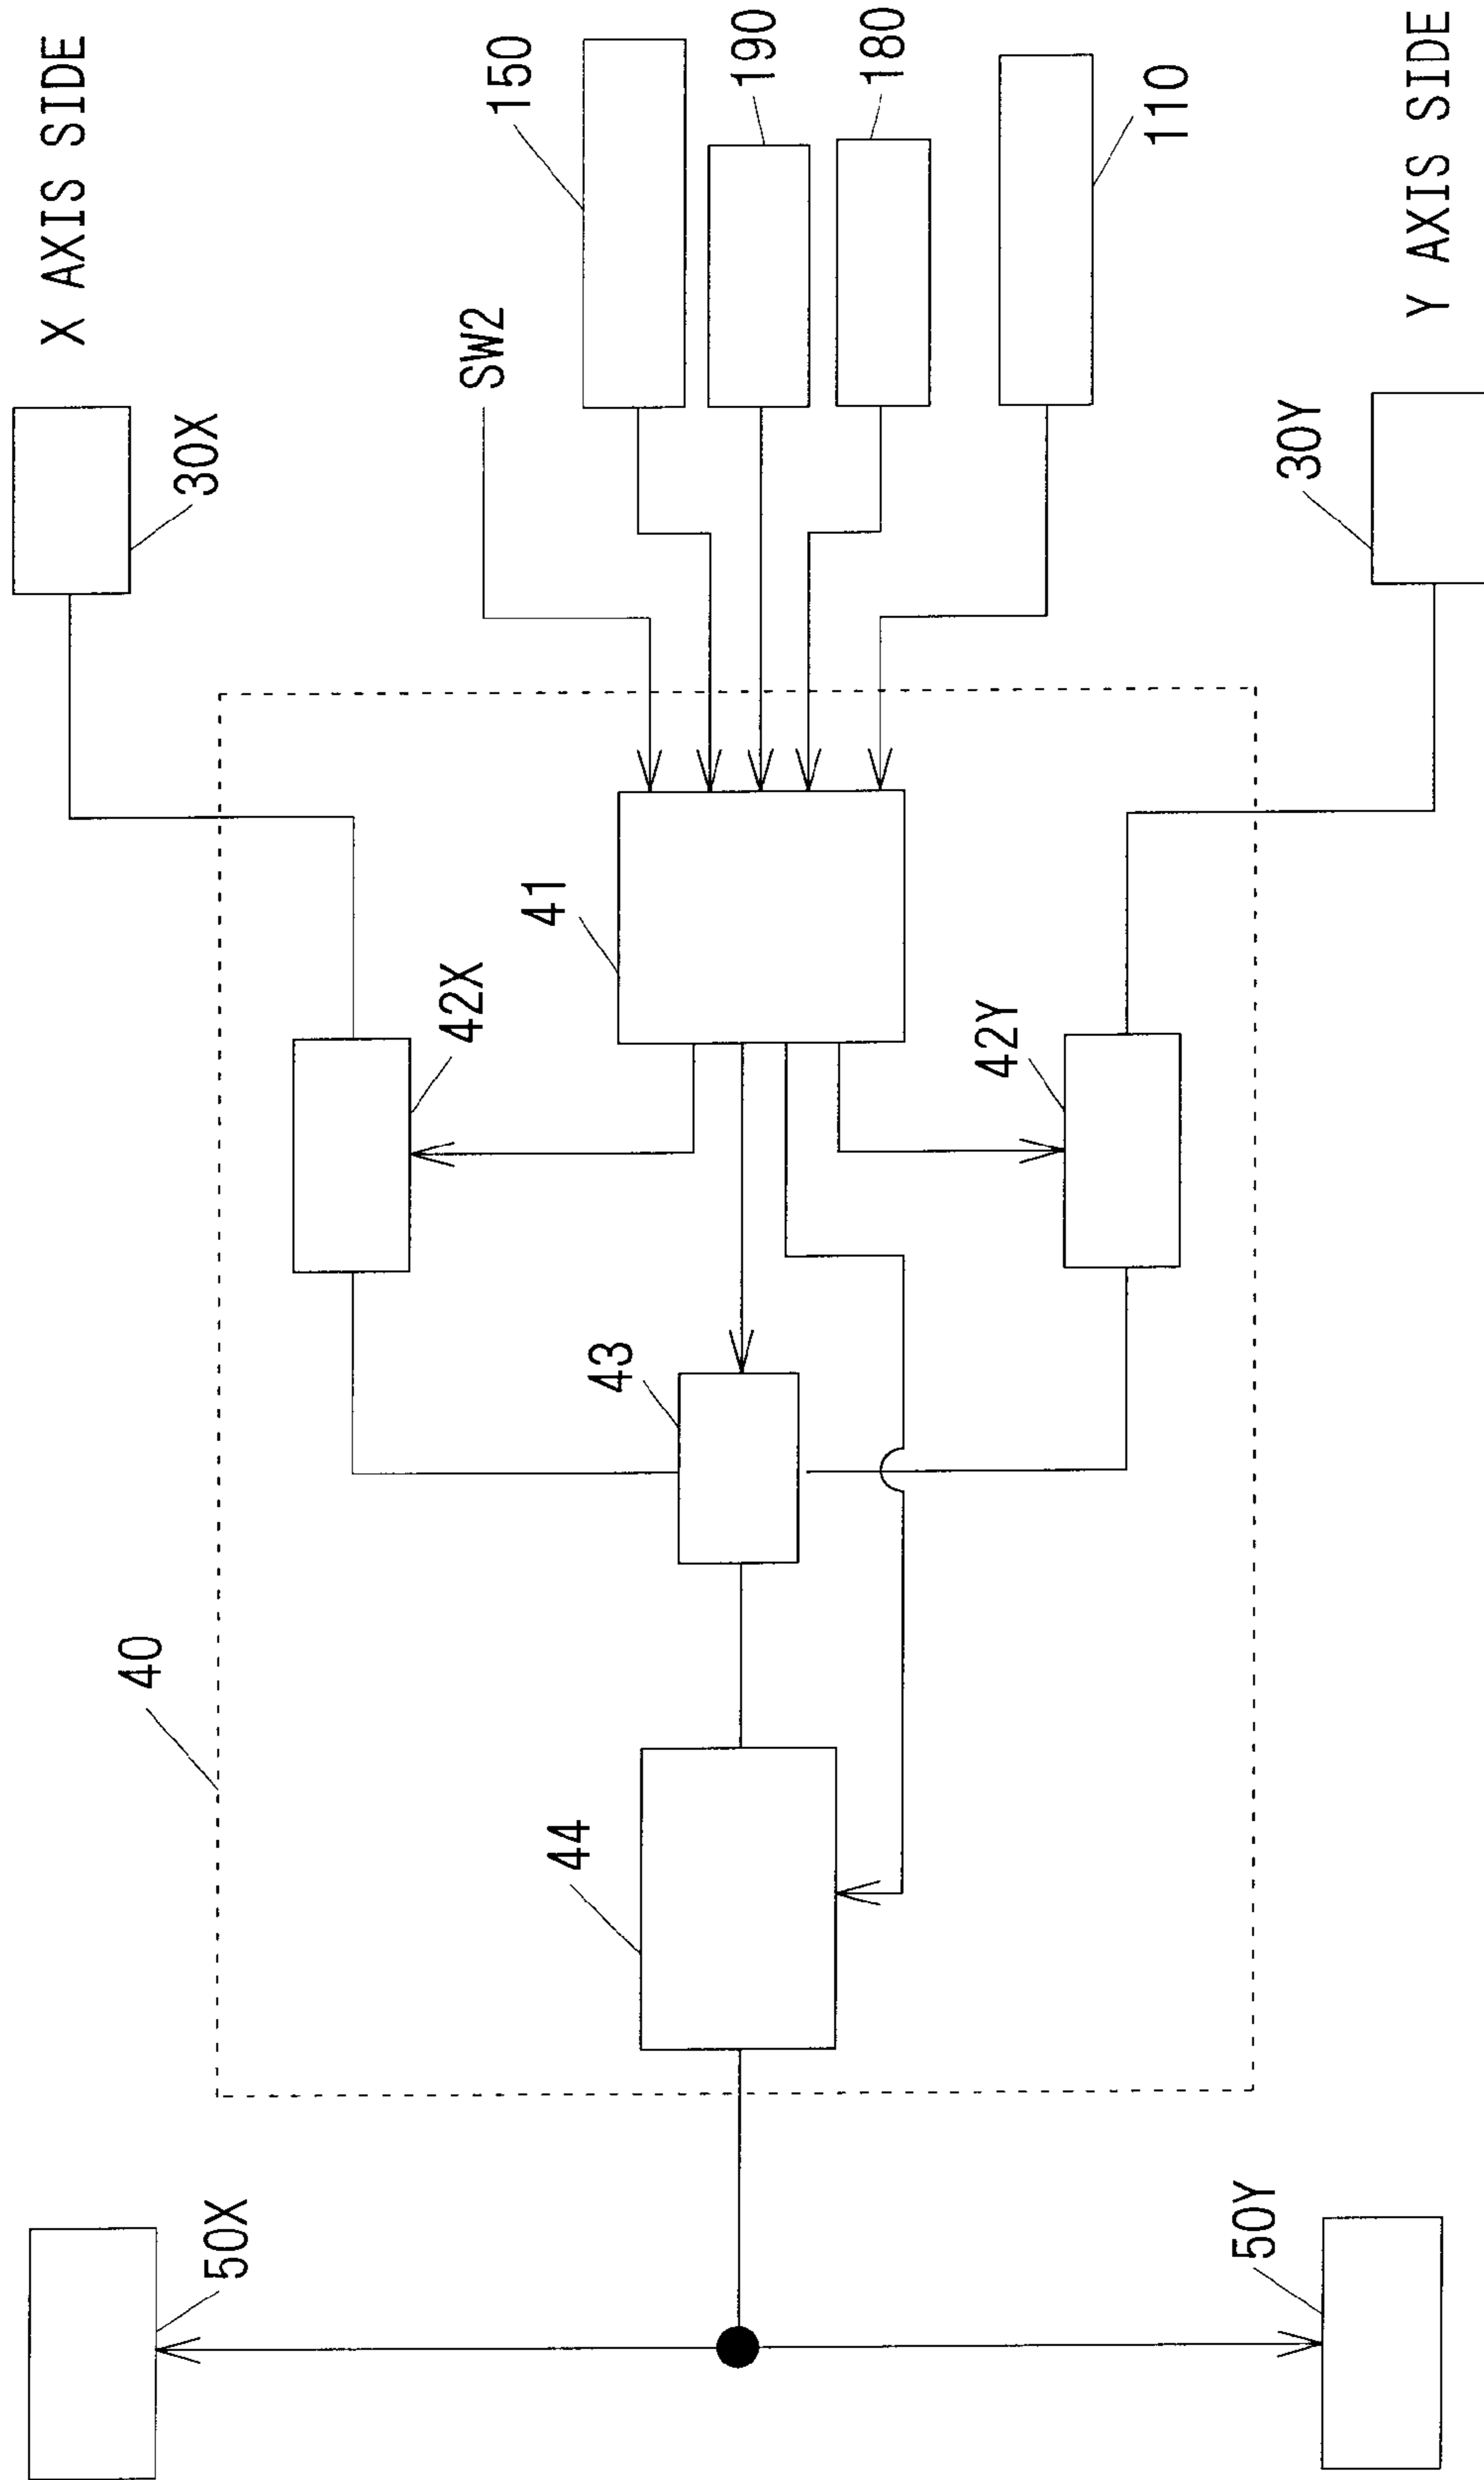 X AXIS SIDE
30X
150
SW2
190
180
110
Y AXIS SIDE
30Y
41
42X
42Y
43
40
44
50X
50Y